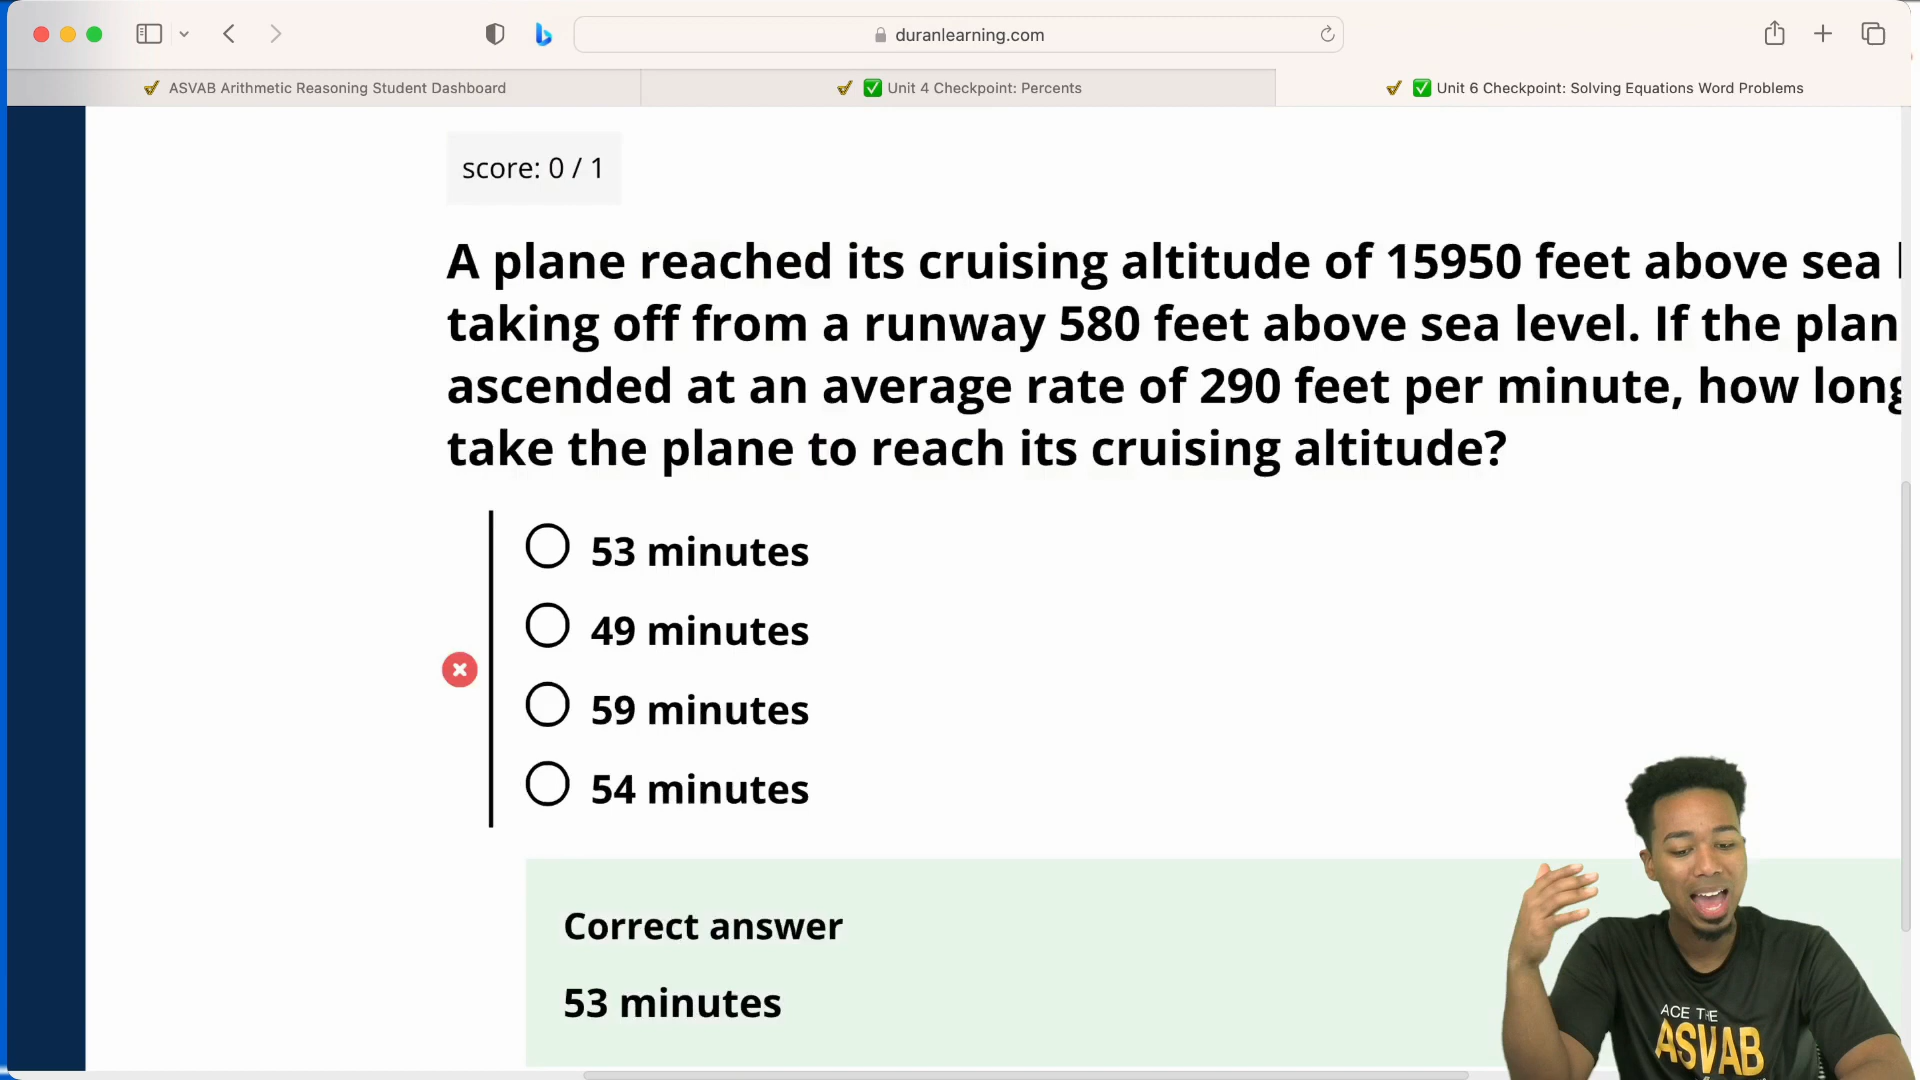 duranlearning.com
ASVAB Arithmetic Reasoning Student Dashboard
Unit 4 Checkpoint: Percents
Unit 6 Checkpoint: Solving Equations Word Problems
score: 0 / 1
A plane reached its cruising altitude of 15950 feet above sea
taking off from a runway 580 feet above sea level. If the plan
ascended at an average rate of 290 feet per minute, how long
take the plane to reach its cruising altitude?
53 minutes
49 minutes
59 minutes
54 minutes
Correct answer
53 minutes
ACE THE
ASVAB